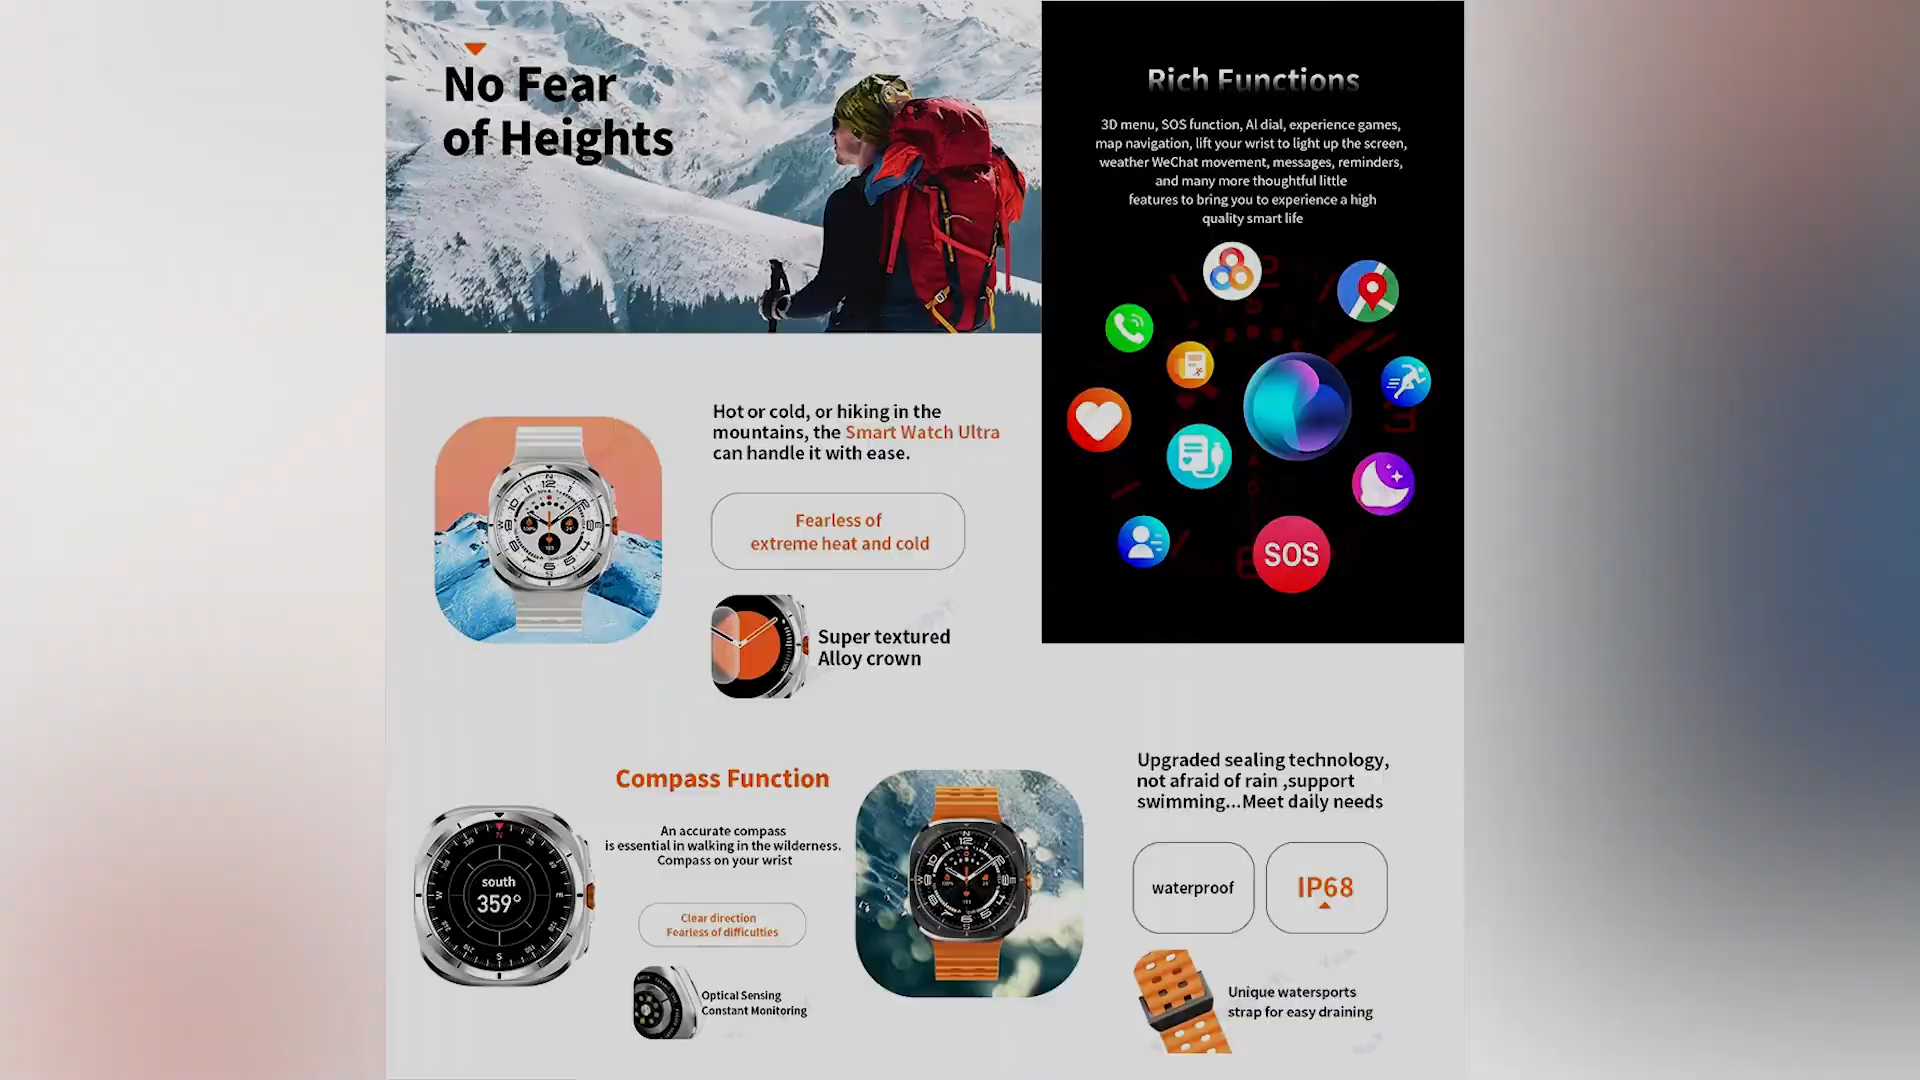 No Fear
of Heights
Rich Functions
3D menu, SOS function, Al dial, experience games,
map navigation, lift your wrist to light up the screen,
weather WeChat movement, messages, reminders,
and many more thoughtful little
features to bring you to experience a high
quality smart life
SOS
Hot or cold, or hiking in the
mountains, the Smart Watch Ultra
can handle it with ease.
Fearless of
extreme heat and cold
Super textured
Alloy crown
Compass Function
An accurate compass
is essential in walking in the wilderness.
Compass on your wrist
Clear direction
Fearless of difficulties
south
359°
Optical Sensing
Constant Monitoring
Upgraded sealing technology,
not afraid of rain ,support
swimming...Meet daily needs
waterproof
IP68
Unique watersports
strap for easy draining